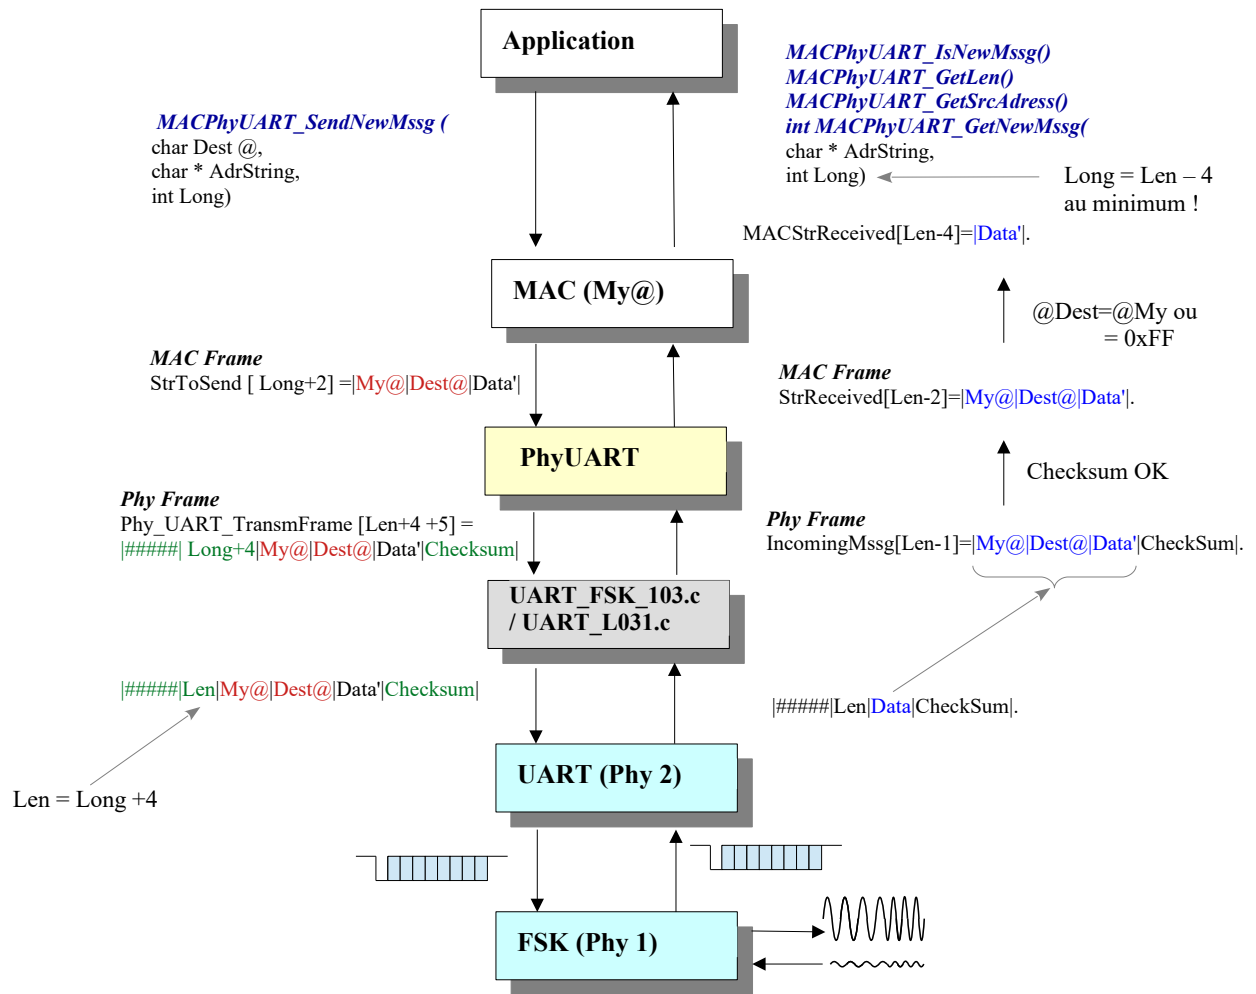 Application
MACPhyUART_IsNewMssg()
MACPhyUART_GetLen()
MACPhyUART_GetSrcAdress()
int MACPhyUART_GetNewMssg(
char * AdrString,
int Long)
Long = Len – 4
au minimum !
MACPhyUART_SendNewMssg (
char Dest @,
char * AdrString,
int Long)
MACStrReceived[Len-4]=|Data'|.
MAC (My@)
@Dest=@My ou
= 0xFF
MAC Frame
StrToSend [ Long+2] =|My@|Dest@|Data'|
MAC Frame
StrReceived[Len-2]=|My@|Dest@|Data'|.
PhyUART
Checksum OK
Phy Frame
Phy_UART_TransmFrame [Len+4 +5] =
|#####| Long+4|My@|Dest@|Data'|Checksum|
Phy Frame
IncomingMssg[Len-1]=|My@|Dest@|Data'|CheckSum|.
UART_FSK_103.c
/ UART_L031.c
|#####|Len|My@|Dest@|Data'|Checksum|
|#####|Len|Data|CheckSum|.
UART (Phy 2)
Len = Long +4
FSK (Phy 1)